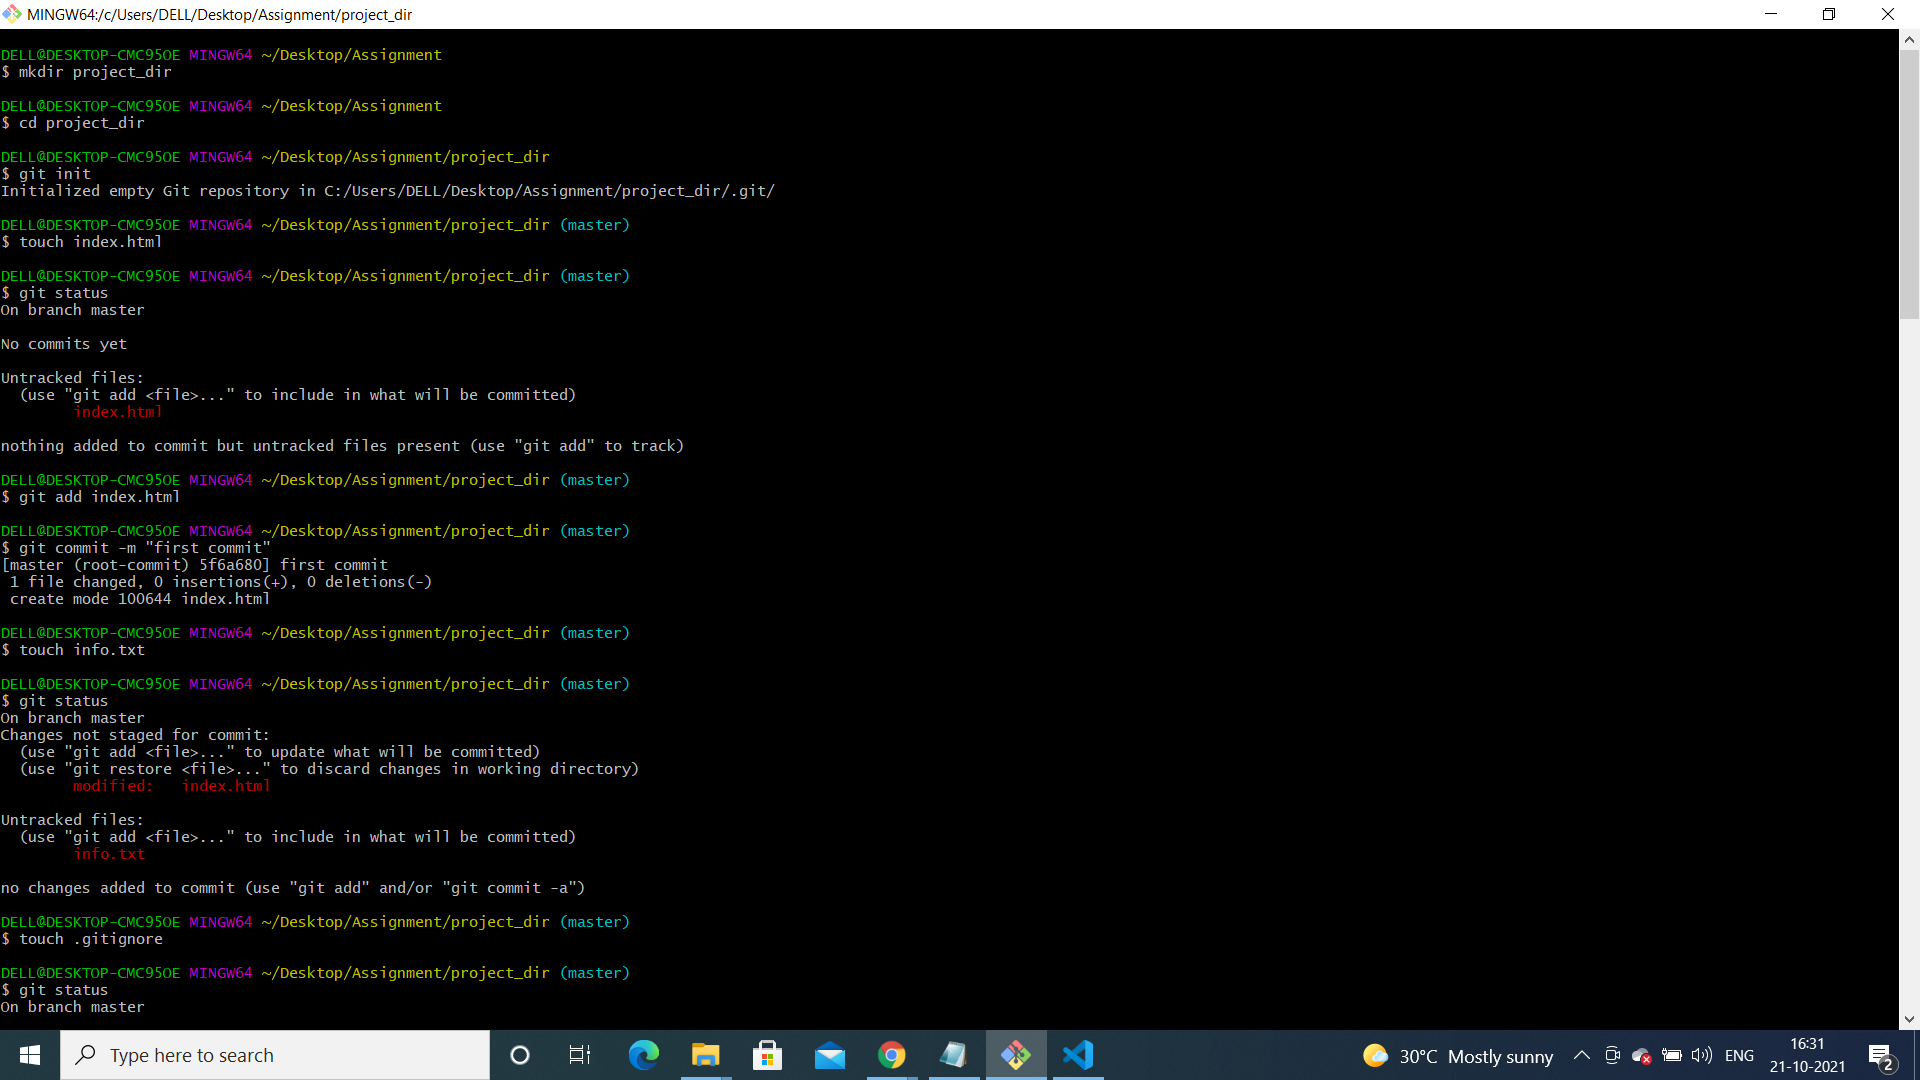 MINGW64:/c/Users/DELL/Desktop/Assignment/project_dir
DELL@DESKTOP-CMC95OE MINGW64 ~/Desktop/Assignment
$ mkdir project_dir
DELL@DESKTOP-CMC95OE MINGW64 ~/Desktop/Assignment
$ cd project_dir
DELL@DESKTOP-CMC95OE MINGW64 ~/Desktop/Assignment/project_dir
$ git init
Initialized empty Git repository in C:/Users/DELL/Desktop/Assignment/project_dir/.git/
DELL@DESKTOP-CMC95OE MINGW64 ~/Desktop/Assignment/project_dir (master)
$ touch index.html
DELL@DESKTOP-CMC95OE MINGW64 ~/Desktop/Assignment/project_dir (master)
$ git status
On branch master
No commits yet
Untracked files:
  (use "git add <file>..." to include in what will be committed)
        index.html
nothing added to commit but untracked files present (use "git add" to track)
DELL@DESKTOP-CMC95OE MINGW64 ~/Desktop/Assignment/project_dir (master)
$ git add index.html
DELL@DESKTOP-CMC95OE MINGW64 ~/Desktop/Assignment/project_dir (master)
$ git commit -m "first commit"
[master (root-commit) 5f6a680] first commit
 1 file changed, 0 insertions(+), 0 deletions(-)
 create mode 100644 index.html
DELL@DESKTOP-CMC95OE MINGW64 ~/Desktop/Assignment/project_dir (master)
$ touch info.txt
DELL@DESKTOP-CMC95OE MINGW64 ~/Desktop/Assignment/project_dir (master)
$ git status
On branch master
Changes not staged for commit:
  (use "git add <file>..." to update what will be committed)
  (use "git restore <file>..." to discard changes in working directory)
        modified:   index.html
Untracked files:
  (use "git add <file>..." to include in what will be committed)
        info.txt
no changes added to commit (use "git add" and/or "git commit -a")
DELL@DESKTOP-CMC95OE MINGW64 ~/Desktop/Assignment/project_dir (master)
$ touch .gitignore
DELL@DESKTOP-CMC95OE MINGW64 ~/Desktop/Assignment/project_dir (master)
$ git status
On branch master
Type here to search
30°C Mostly sunny
ENG
16:31
21-10-2021
2